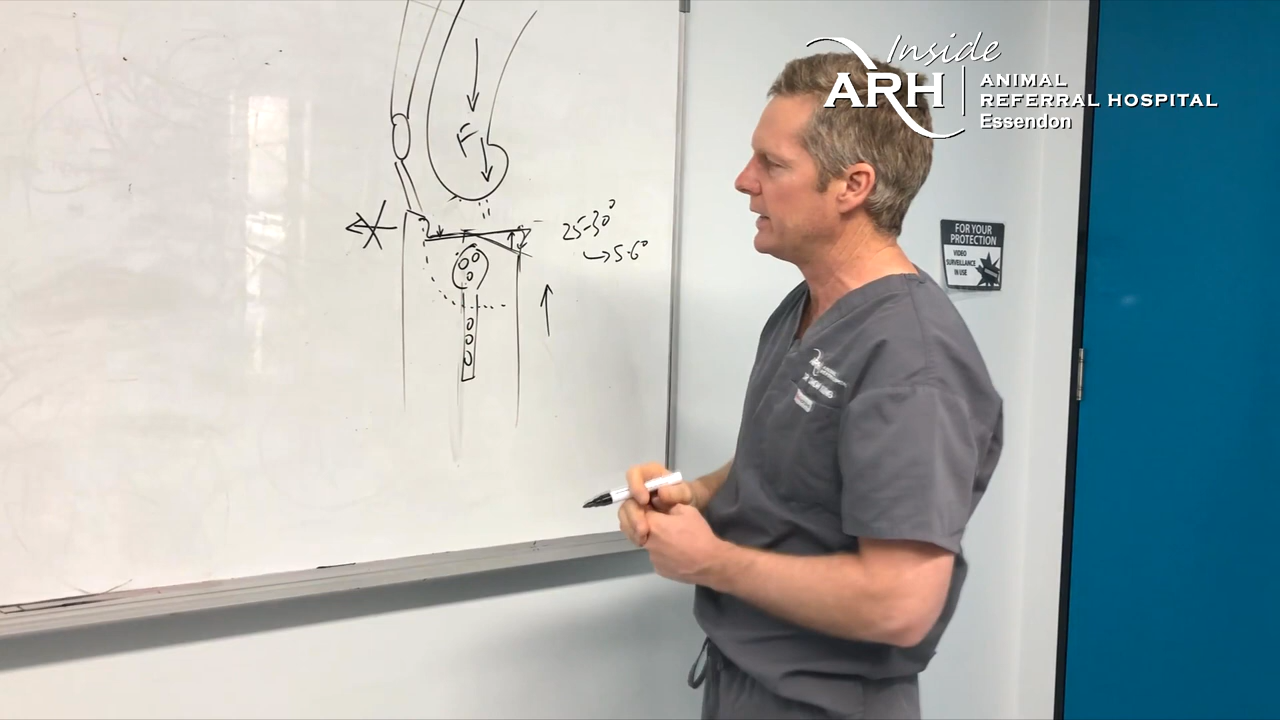 Inside
ARH
ANIMAL
REFERRAL HOSPITAL
Essendon
F
25-30°
→5-6°
FOR YOUR
PROTECTION
VIDEO
SURVEILLANCE
IN USE